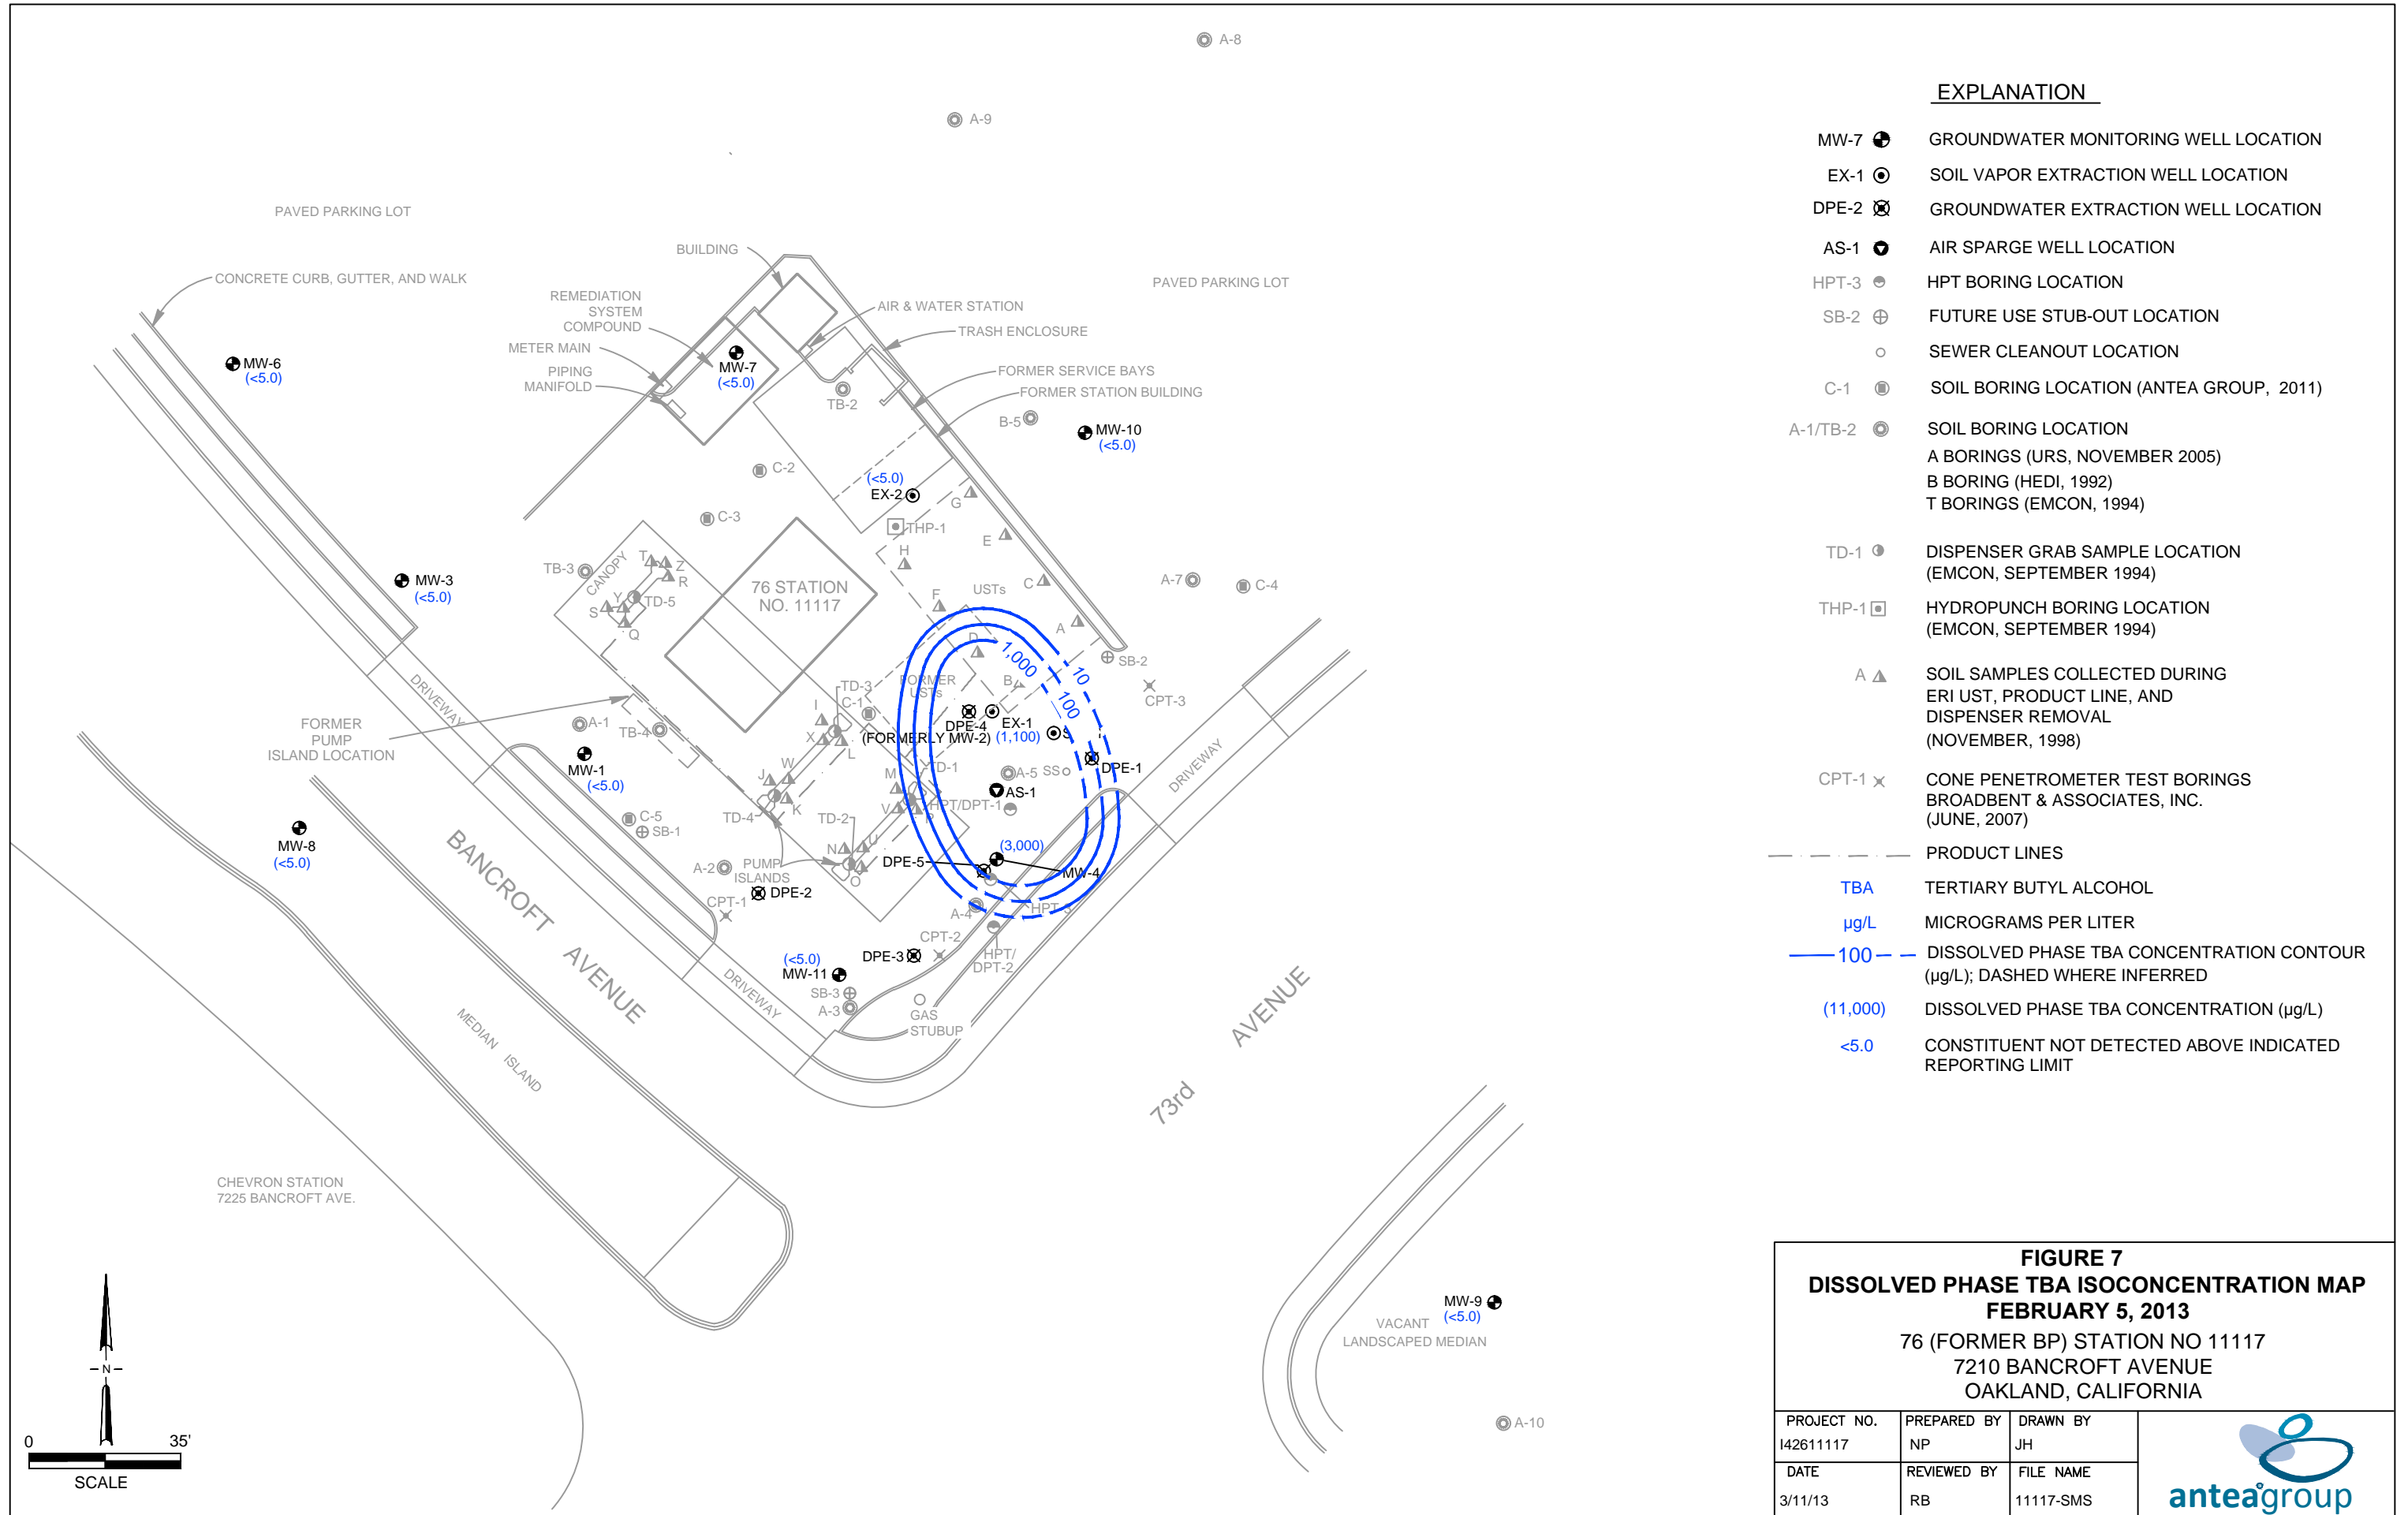 A-8
A-9
PAVED PARKING LOT
BUILDING
CONCRETE CURB, GUTTER, AND WALK
PAVED PARKING LOT
REMEDIATION
SYSTEM
COMPOUND
AIR & WATER STATION
TRASH ENCLOSURE
METER MAIN
PIPING
MANIFOLD
FORMER SERVICE BAYS
FORMER STATION BUILDING
MW-6
(<5.0)
MW-7
(<5.0)
TB-2
B-5
MW-10
(<5.0)
C-2
(<5.0)
EX-2
G
C-3
THP-1
E
H
TB-3
CANOPY
T
Z
R
Y
TD-5
S
Q
76 STATION
NO. 11117
F
USTs
C
A-7
C-4
MW-3
(<5.0)
A
D
SB-2
1,000
10
100
B
CPT-3
DRIVEWAY
TD-3
C-1
FORMER
USTs
I
X
L
DPE-4
(FORMERLY MW-2)
EX-1
(1,100)
S
FORMER
PUMP
ISLAND LOCATION
A-1
TB-4
MW-1
(<5.0)
DPE-1
DRIVEWAY
J
W
K
TD-4
M
TD-1
V
P
A-5
SS
AS-1
HPT/DPT-1
C-5
SB-1
TD-2
N
U
O
MW-8
(<5.0)
(3,000)
DPE-5
MW-4
A-2
PUMP
ISLANDS
DPE-2
CPT-1
A-4
HPT-3
CPT-2
HPT/
DPT-2
DPE-3
(<5.0)
MW-11
SB-3
A-3
GAS
STUBUP
DRIVEWAY
BANCROFT AVENUE
MEDIAN ISLAND
73rd AVENUE
CHEVRON STATION
7225 BANCROFT AVE.
MW-9
(<5.0)
VACANT
LANDSCAPED MEDIAN
A-10
N
0 35'
SCALE
EXPLANATION
MW-7 GROUNDWATER MONITORING WELL LOCATION
EX-1 SOIL VAPOR EXTRACTION WELL LOCATION
DPE-2 GROUNDWATER EXTRACTION WELL LOCATION
AS-1 AIR SPARGE WELL LOCATION
HPT-3 HPT BORING LOCATION
SB-2 FUTURE USE STUB-OUT LOCATION
SEWER CLEANOUT LOCATION
C-1 SOIL BORING LOCATION (ANTEA GROUP, 2011)
A-1/TB-2 SOIL BORING LOCATION
A BORINGS (URS, NOVEMBER 2005)
B BORING (HEDI, 1992)
T BORINGS (EMCON, 1994)
TD-1 DISPENSER GRAB SAMPLE LOCATION
(EMCON, SEPTEMBER 1994)
THP-1 HYDROPUNCH BORING LOCATION
(EMCON, SEPTEMBER 1994)
A SOIL SAMPLES COLLECTED DURING
ERI UST, PRODUCT LINE, AND
DISPENSER REMOVAL
(NOVEMBER, 1998)
CPT-1 CONE PENETROMETER TEST BORINGS
BROADBENT & ASSOCIATES, INC.
(JUNE, 2007)
PRODUCT LINES
TBA TERTIARY BUTYL ALCOHOL
µg/L MICROGRAMS PER LITER
100 DISSOLVED PHASE TBA CONCENTRATION CONTOUR
(µg/L); DASHED WHERE INFERRED
(11,000) DISSOLVED PHASE TBA CONCENTRATION (µg/L)
<5.0 CONSTITUENT NOT DETECTED ABOVE INDICATED
REPORTING LIMIT
FIGURE 7
DISSOLVED PHASE TBA ISOCONCENTRATION MAP
FEBRUARY 5, 2013
76 (FORMER BP) STATION NO 11117
7210 BANCROFT AVENUE
OAKLAND, CALIFORNIA
PROJECT NO. PREPARED BY DRAWN BY
I42611117 NP JH
DATE REVIEWED BY FILE NAME
3/11/13 RB 11117-SMS
anteagroup